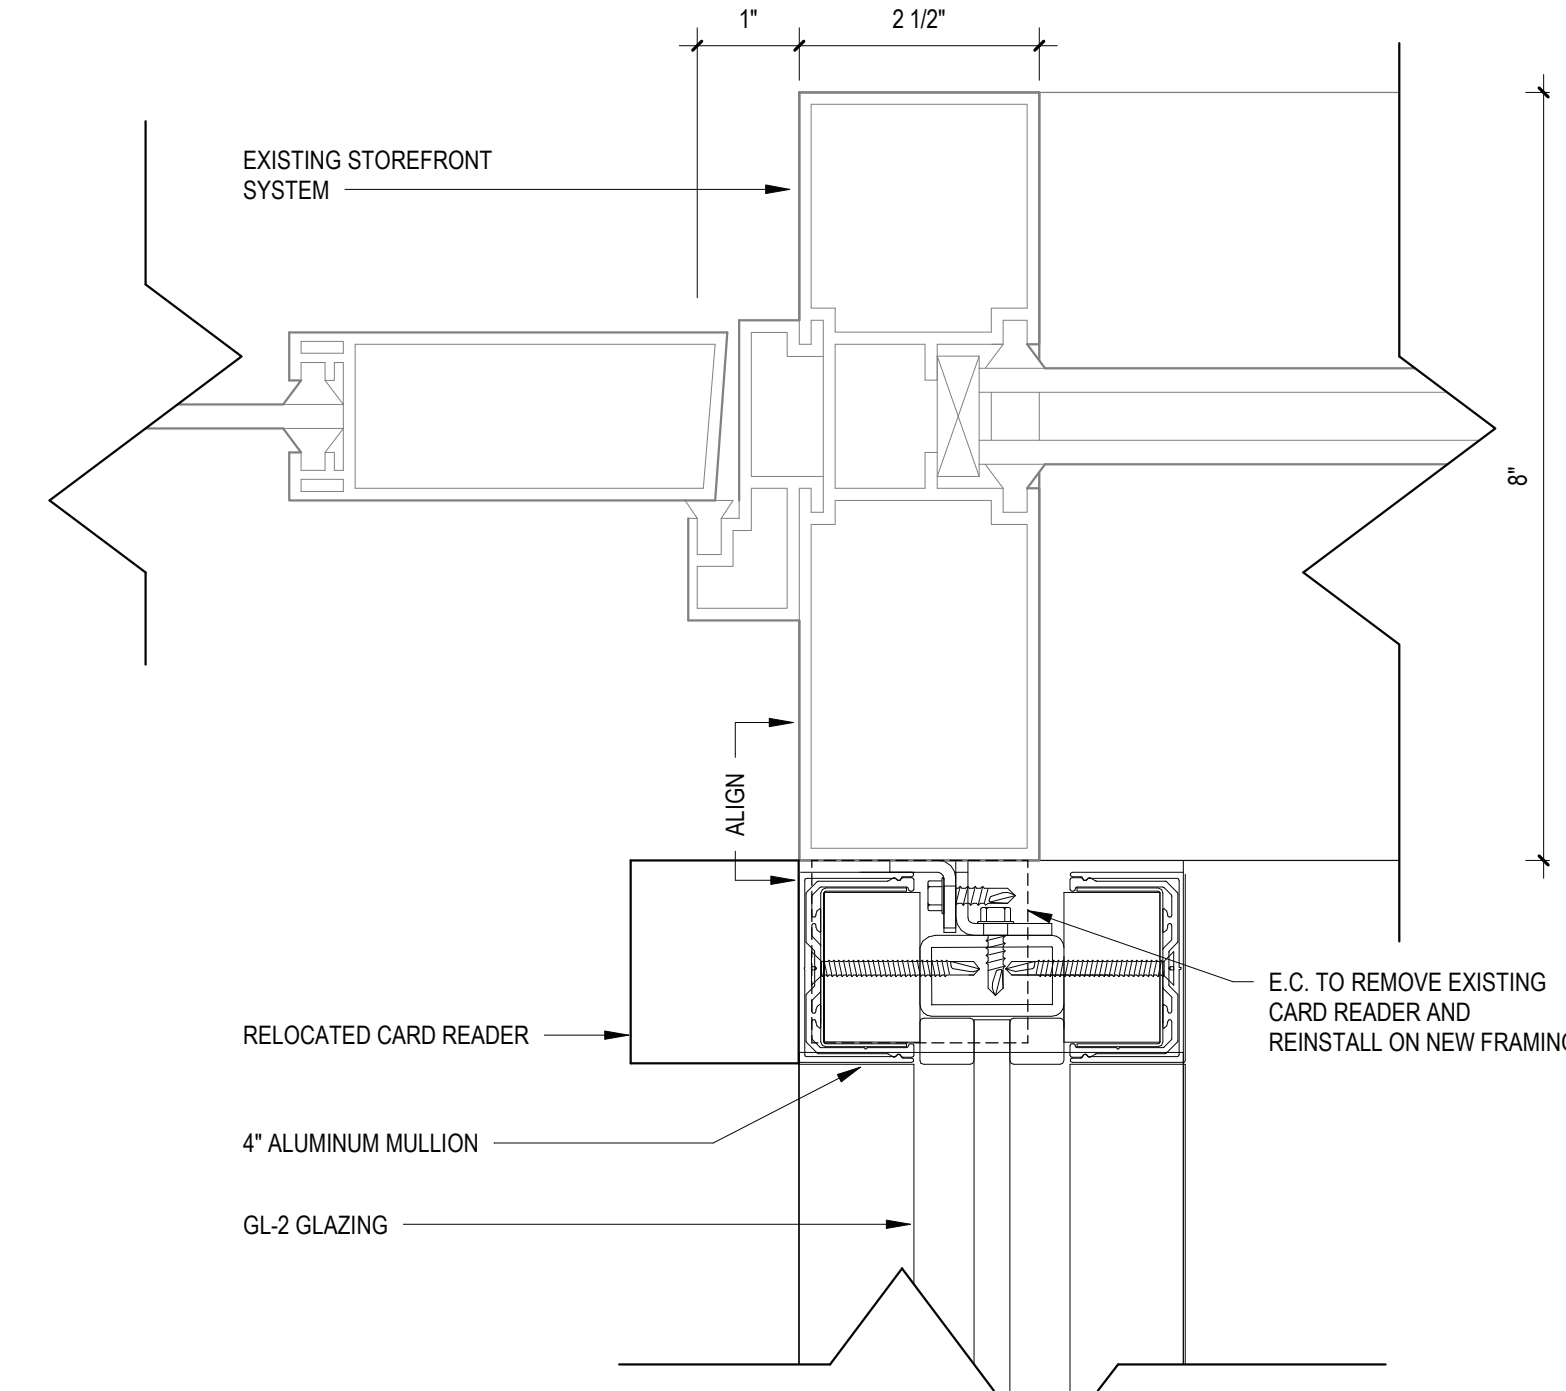 1"
2 1/2"
EXISTING STOREFRONT
SYSTEM
8"
ALIGN
E.C. TO REMOVE EXISTING
CARD READER AND
REINSTALL ON NEW FRAMING
RELOCATED CARD READER
4" ALUMINUM MULLION
GL-2 GLAZING